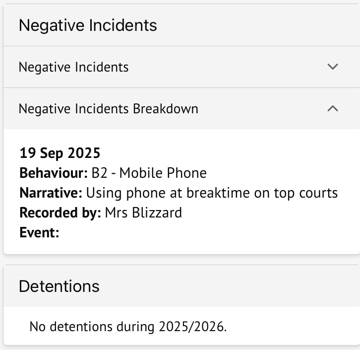 Negative Incidents
Negative Incidents
Negative Incidents Breakdown
19 Sep 2025
Behaviour: B2 - Mobile Phone
Narrative: Using phone at breaktime on top courts
Recorded by: Mrs Blizzard
Event:
Detentions
No detentions during 2025/2026.